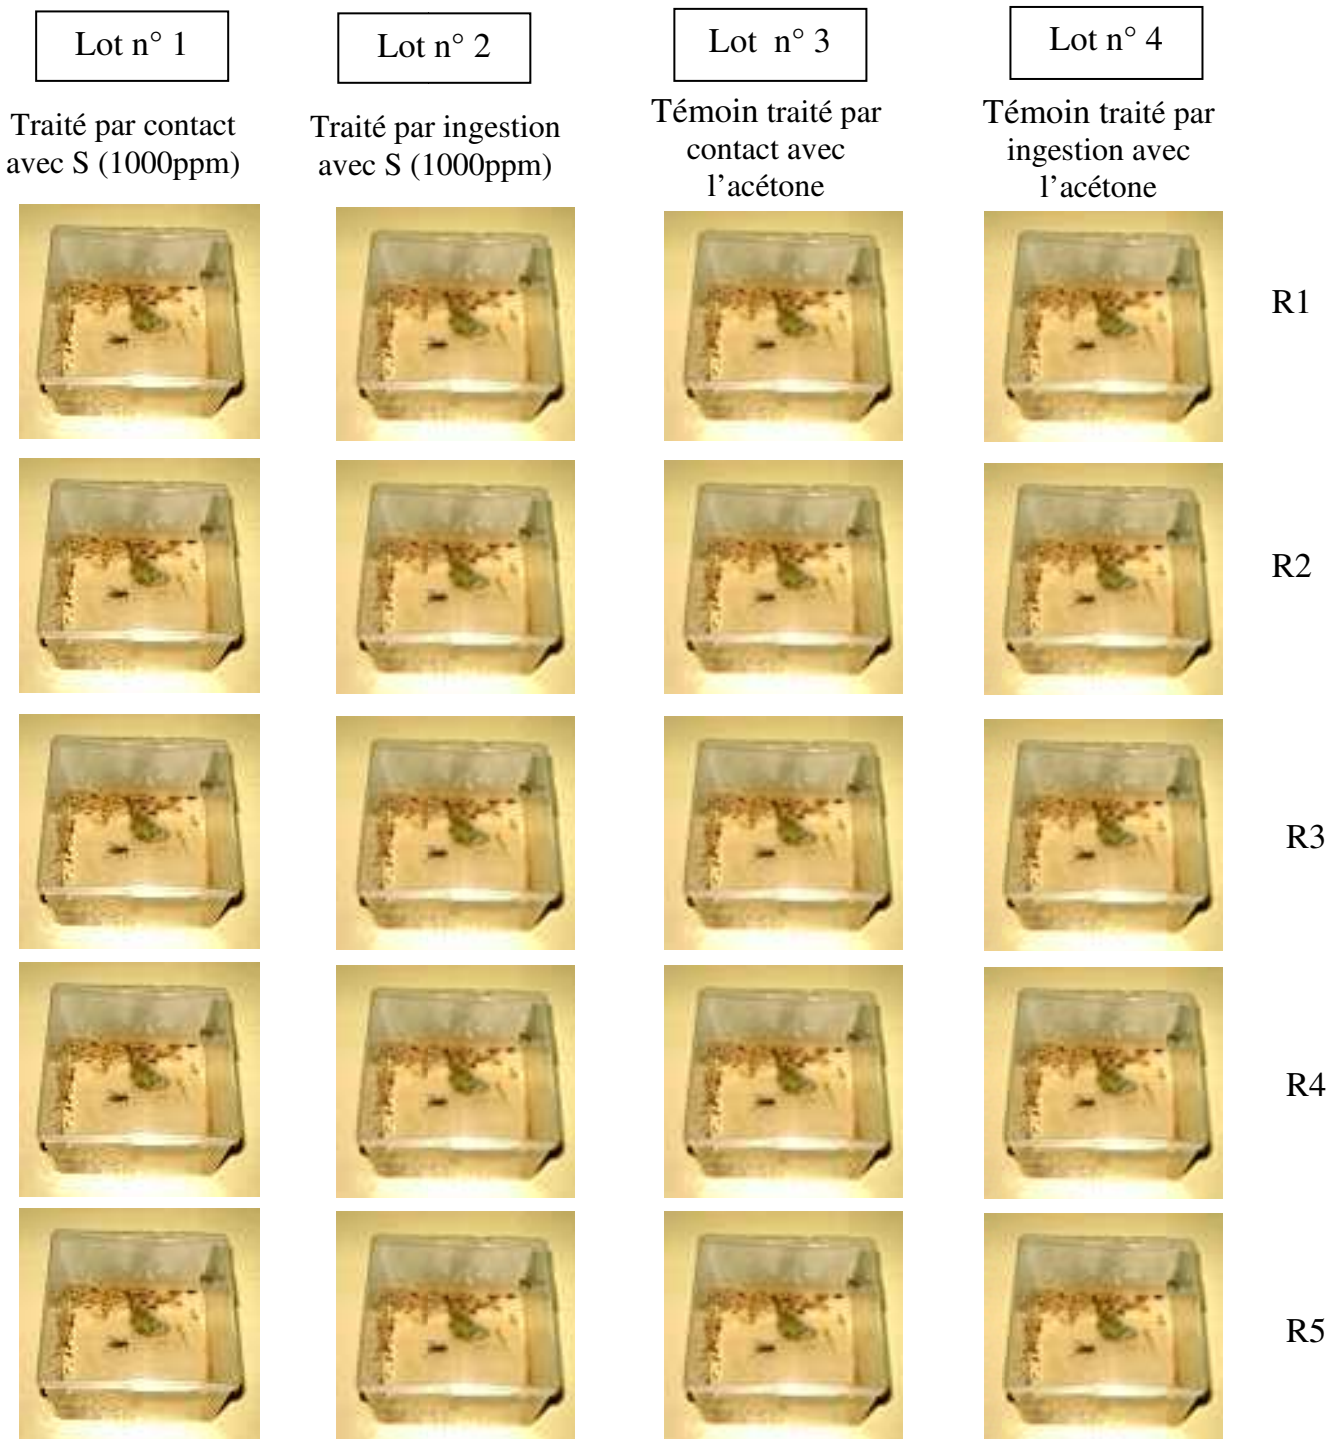 Lot n° 1
Lot n° 2
Lot n° 3
Lot n° 4
Traité par contact
avec S (1000ppm)
Traité par ingestion
avec S (1000ppm)
Témoin traité par
contact avec
l’acétone
Témoin traité par
ingestion avec
l’acétone
R1
R2
R3
R4
R5